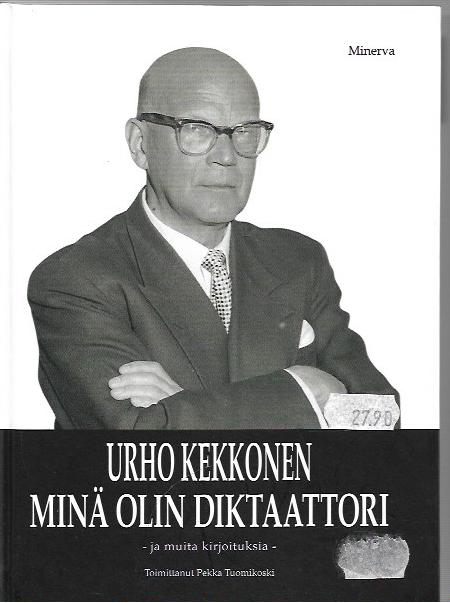 Minerva
27.90
URHO KEKKONEN
MINÄ OLIN DIKTAATTORI
- ja muita kirjoituksia -
Toimittanut Pekka Tuomikoski